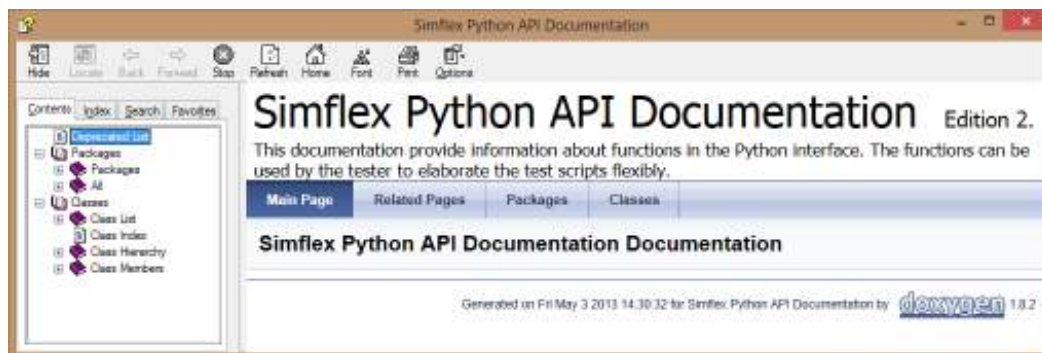 Simflex Python API Documentation
Hide Locate Back Forward Stop Refresh Home Font Print Options
Contents Index Search Favorites
Deprecated List
Packages
Packages
All
Classes
Class List
Class Index
Class Hierarchy
Class Members
Simflex Python API Documentation Edition 2.
This documentation provide information about functions in the Python interface. The functions can be
used by the tester to elaborate the test scripts flexibly.
Main Page Related Pages Packages Classes
Simflex Python API Documentation Documentation
Generated on Fri May 3 2013 14:30:32 for Simflex Python API Documentation by doxygen 1.8.2